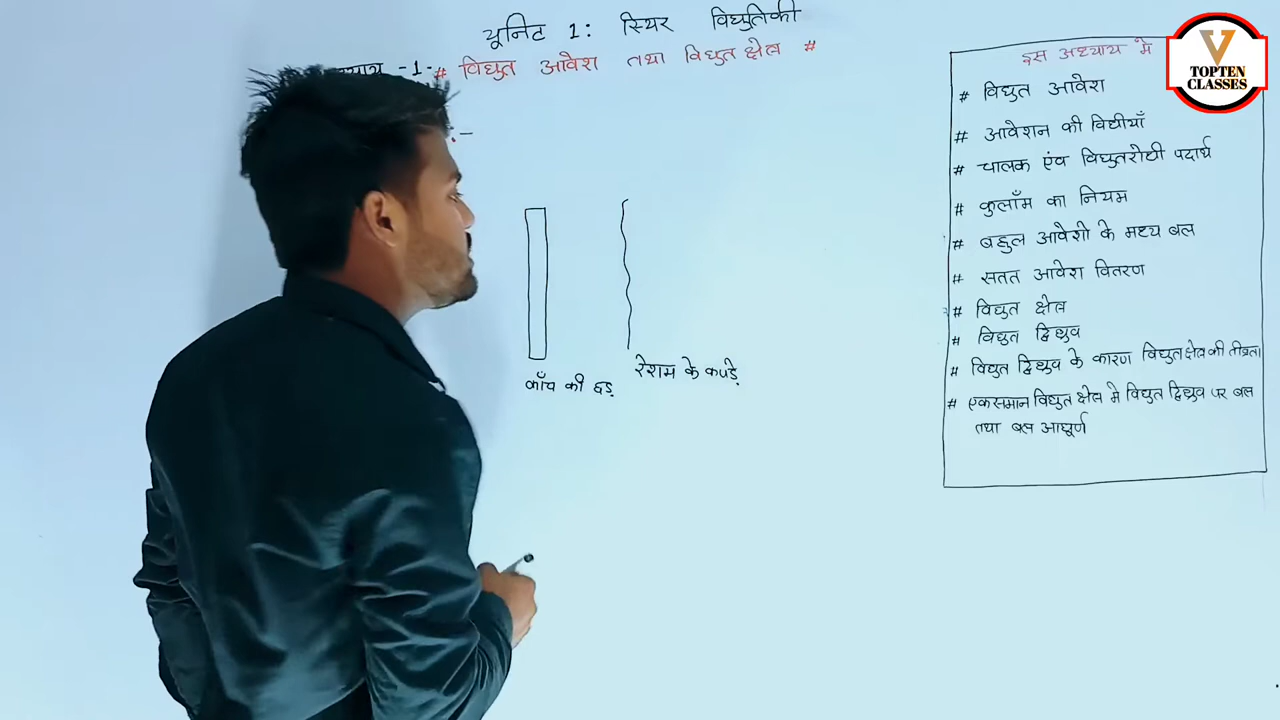 यूनिट 1: स्थिर विद्युतिकी
-1- # विद्युत आवेश तथा विद्युत क्षेत्र #
काँच की छड़
रेशम के कपड़े
इस अध्याय में
# विद्युत आवेश
# आवेशन की विधीयाँ
# चालक एंव विद्युतरोधी पदार्थ
# कुलाँम का नियम
# बहुल आवेशो के मध्य बल
# सतत आवेश वितरण
# विद्युत क्षेत्र
# विद्युत द्विध्रुव
# विद्युत द्विध्रुव के कारण विद्युत क्षेत्र की तीव्रता
# एकसमान विद्युत क्षेत्र मे विद्युत द्विध्रुव पर बल
तथा बल आघूर्ण
V
TOPTEN
CLASSES